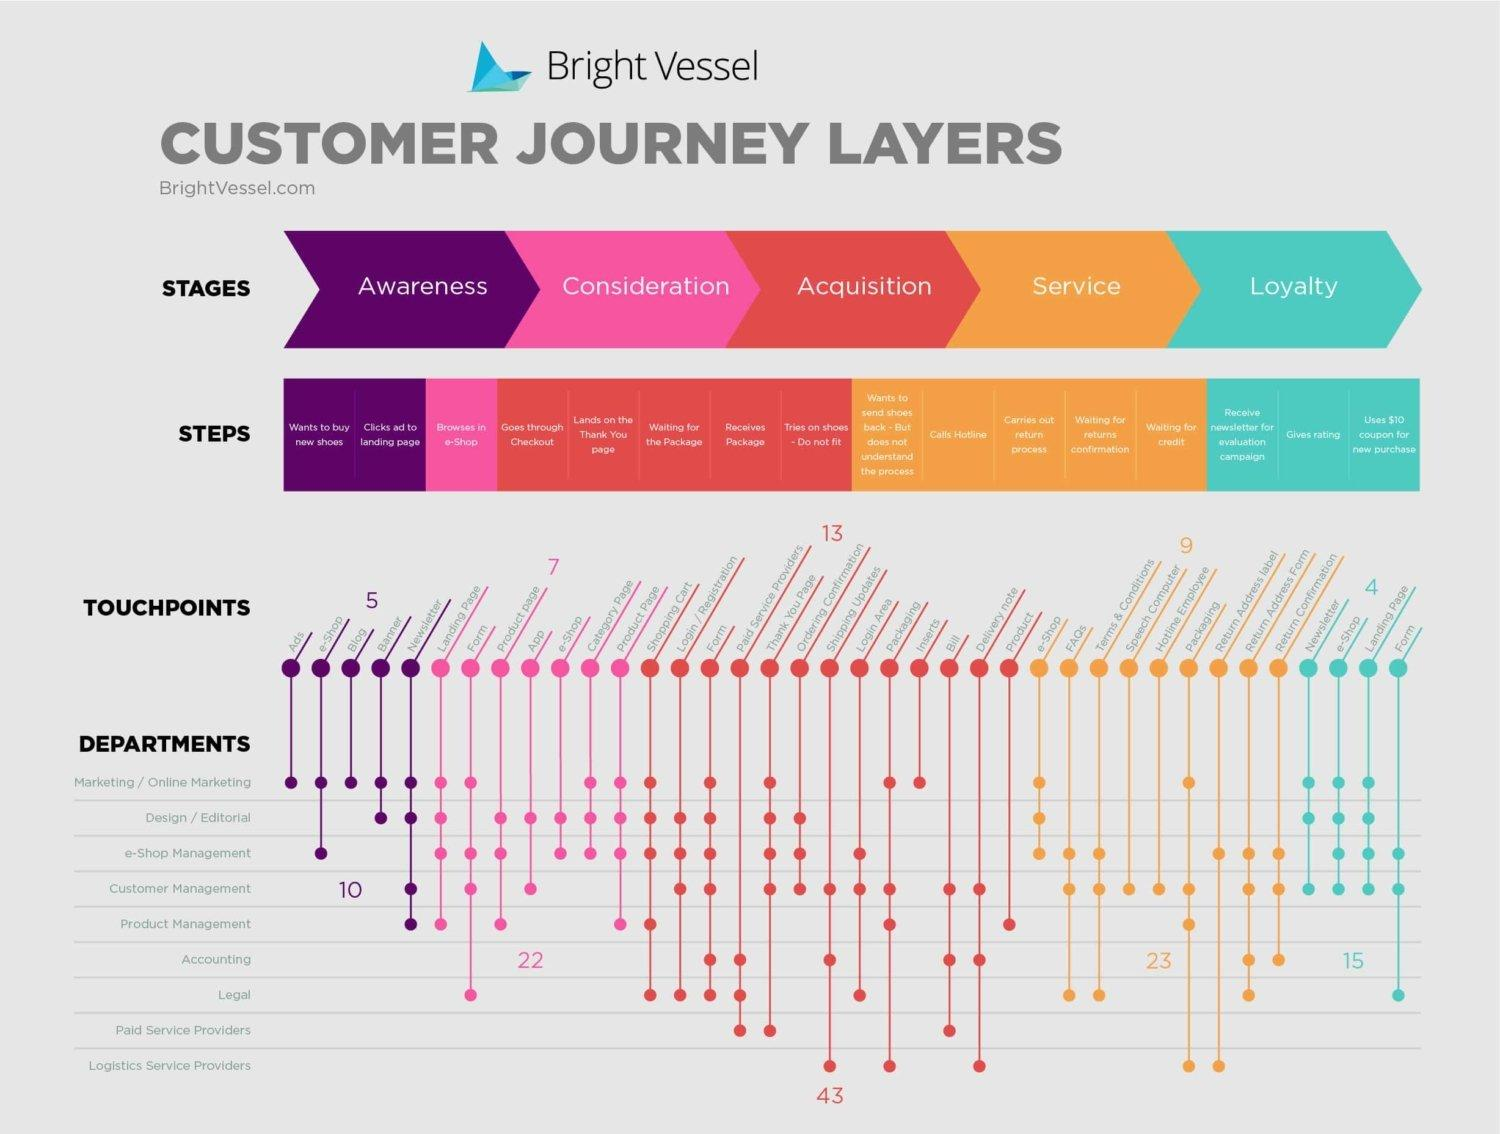 Bright Vessel
CUSTOMER JOURNEY LAYERS
BrightVessel.com
STAGES
Awareness
Consideration
Acquisition
Service
Loyalty
STEPS
Wants to buy
new shoes
Clicks ad to
landing page
Browses in
e-Shop
Goes through
Checkout
Lands on the
Thank You
page
Waiting for
the Package
Receives
Package
Tries on shoes
- Do not fit
Wants to
send shoes
back - But
does not
understand
the process
Calls Hotline
Carries out
return
process
Waiting for
returns
confirmation
Waiting for
credit
Receive
newsletter for
evaluation
campaign
Gives rating
Uses $10
coupon for
new purchase
TOUCHPOINTS
5
7
13
9
4
Ads
e-Shop
Blog
Banner
Newsletter
Landing Page
Form
Product page
App
e-Shop
Category Page
Product Page
Shopping Cart
Login / Registration
Form
Paid Service Providers
Thank You Page
Ordering Confirmation
Shipping Updates
Login Area
Packaging
Inserts
Bill
Delivery note
Product
e-Shop
FAQs
Terms & Conditions
Speech Computer
Hotline Employee
Packaging
Return Address label
Return Address Form
Return Confirmation
Newsletter
e-Shop
Landing Page
Form
DEPARTMENTS
Marketing / Online Marketing
Design / Editorial
e-Shop Management
Customer Management
10
Product Management
Accounting
22
23
15
Legal
Paid Service Providers
Logistics Service Providers
43